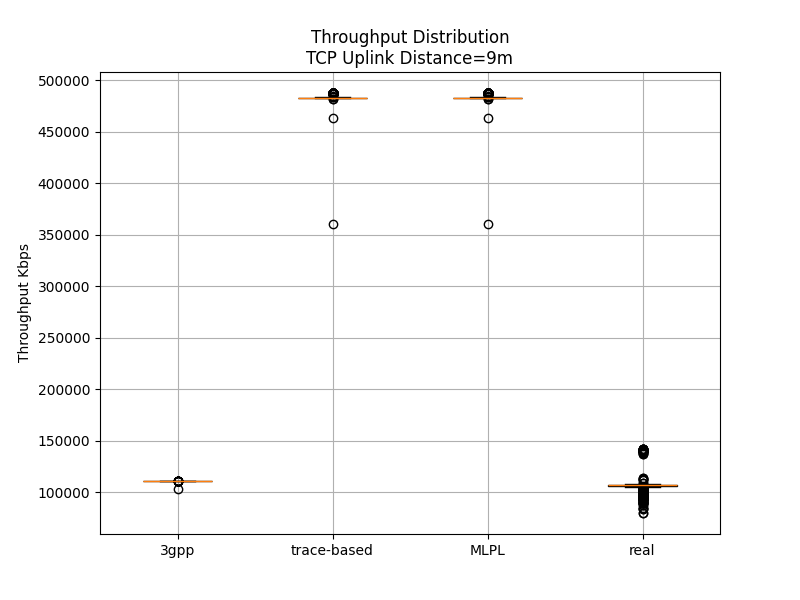 Throughput Distribution
TCP Uplink Distance=9m
Throughput Kbps
500000
450000
400000
350000
300000
250000
200000
150000
100000
3gpp
trace-based
MLPL
real